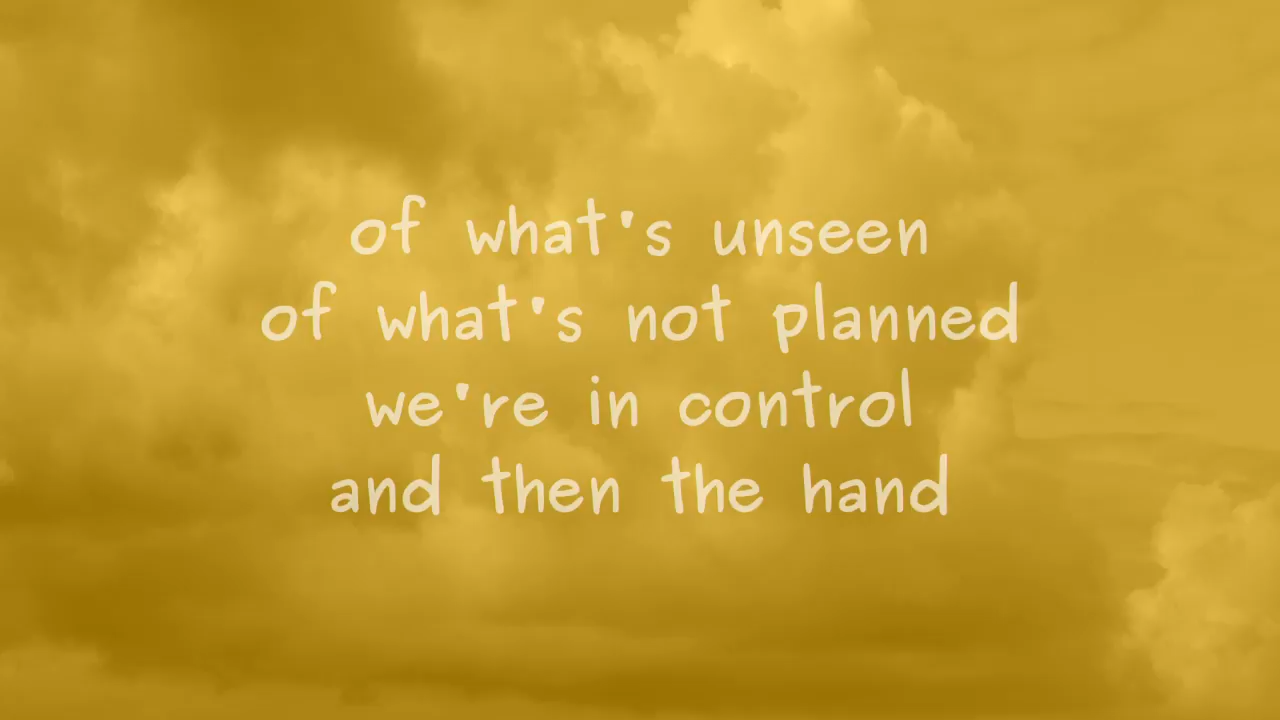 of what's unseen
of what's not planned
we're in control
and then the hand